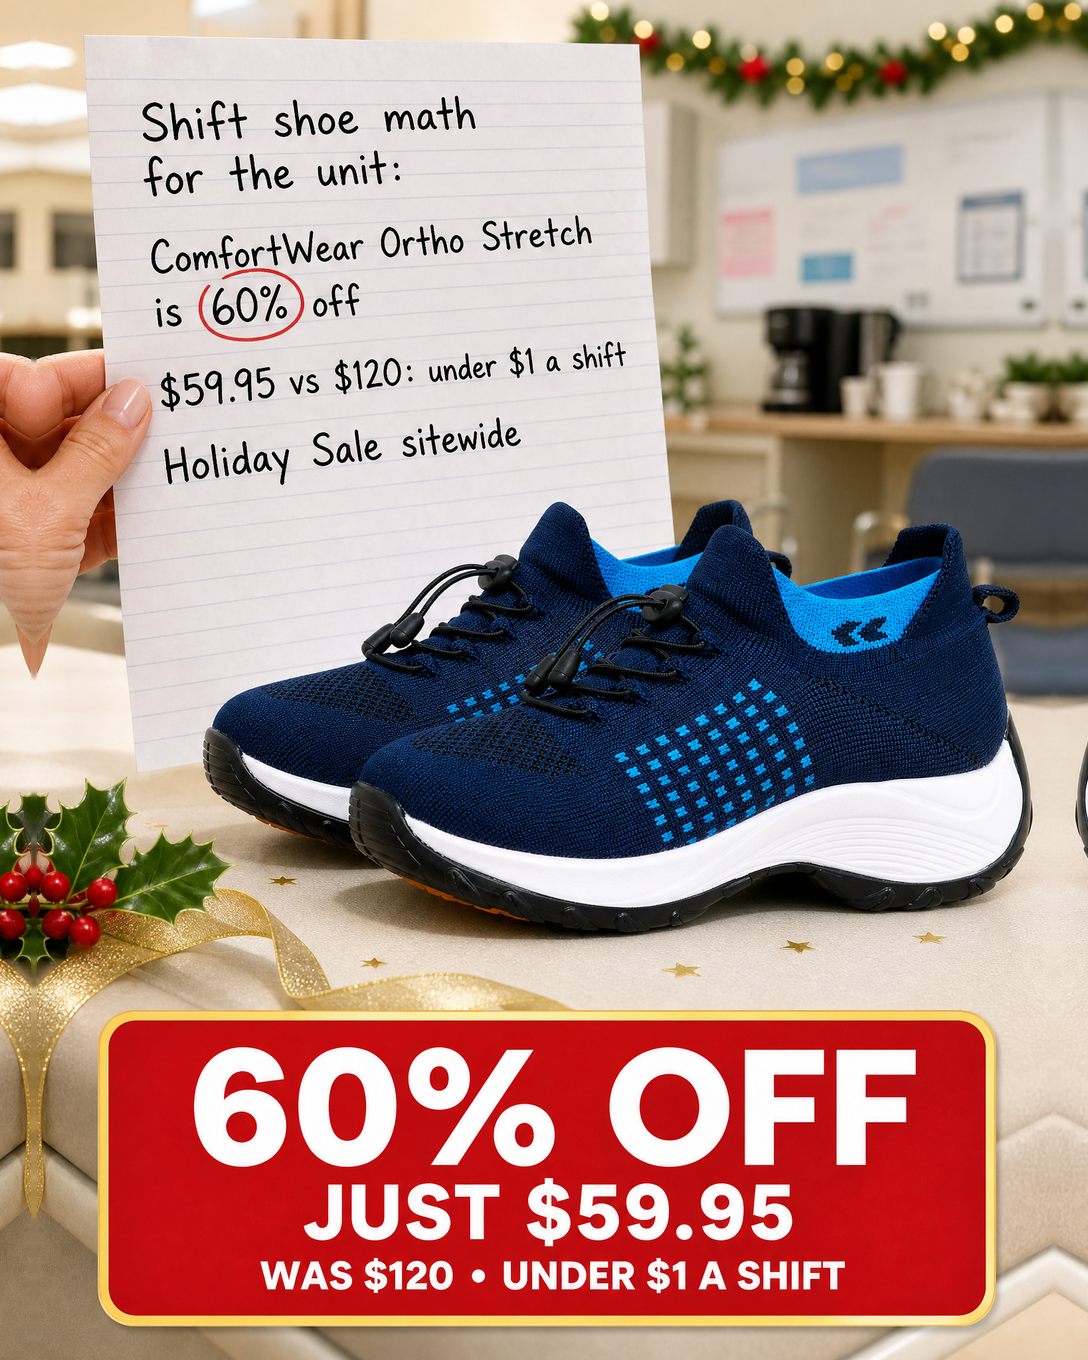 Shift shoe math
for the unit:
ComfortWear Ortho Stretch
is 60% off
$59.95 vs $120: under $1 a shift
Holiday Sale sitewide
60% OFF
JUST $59.95
WAS $120 • UNDER $1 A SHIFT